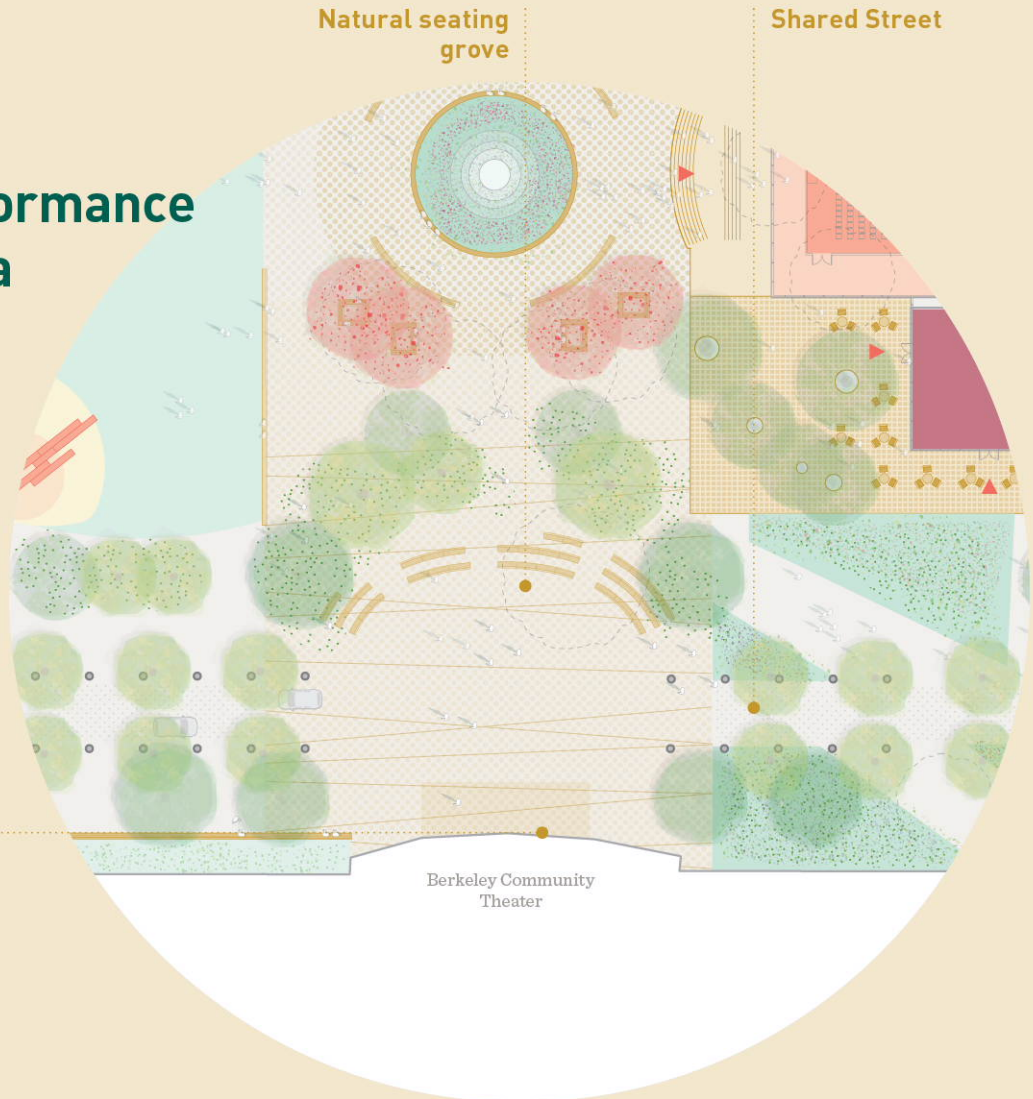 Natural seating
grove
Shared Street
ormance
a
Berkeley Community
Theater